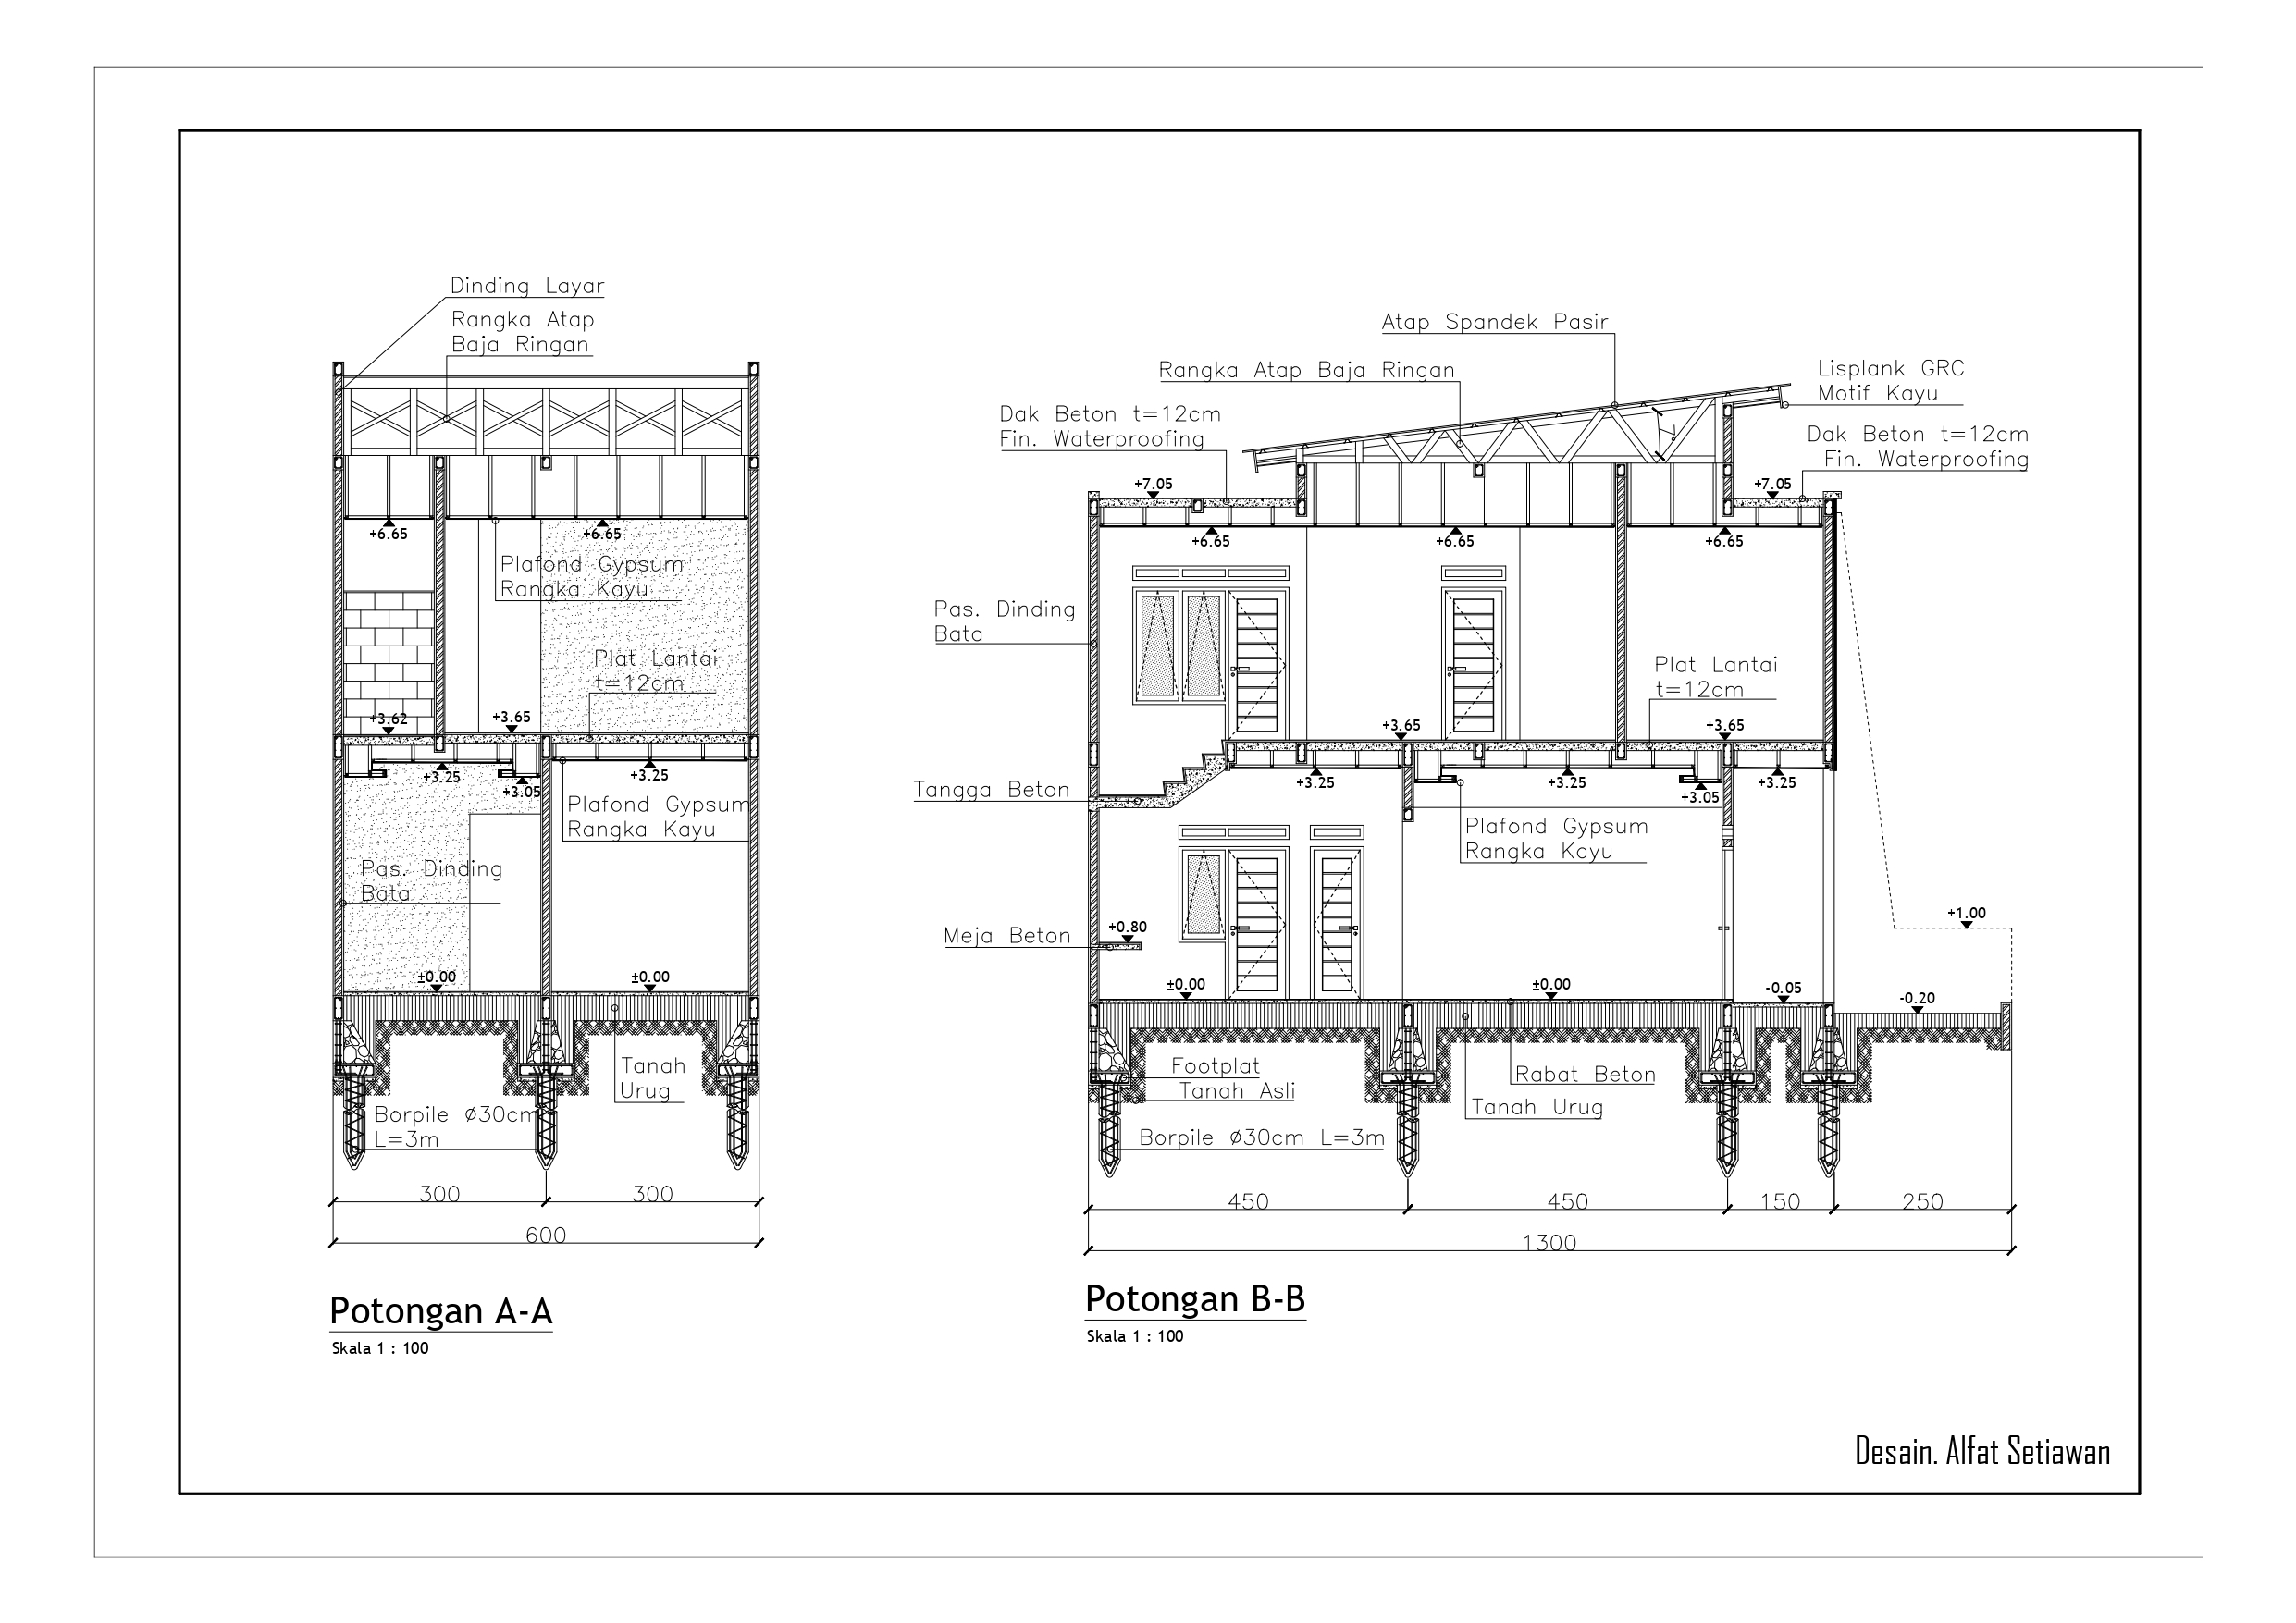 Dinding Layar
Rangka Atap
Baja Ringan
+6.65
+6.65
Plafond Gypsum
Rangka Kayu
Plat Lantai
t=12cm
+3.62
+3.65
+3.25
+3.25
+3.05
Plafond Gypsum
Rangka Kayu
Pas. Dinding
Bata
±0.00
±0.00
Tanah
Urug
Borpile ø30cm
L=3m
300
300
600
Potongan A-A
Skala 1 : 100
Atap Spandek Pasir
Rangka Atap Baja Ringan
Lisplank GRC
Motif Kayu
Dak Beton t=12cm
Fin. Waterproofing
Dak Beton t=12cm
Fin. Waterproofing
7°
+7.05
+7.05
+6.65
+6.65
+6.65
Pas. Dinding
Bata
Plat Lantai
t=12cm
+3.65
+3.65
+3.25
+3.25
+3.25
+3.05
Tangga Beton
Plafond Gypsum
Rangka Kayu
Meja Beton
+0.80
+1.00
±0.00
±0.00
-0.05
-0.20
Footplat
Tanah Asli
Rabat Beton
Tanah Urug
Borpile ø30cm L=3m
450
450
150
250
1300
Potongan B-B
Skala 1 : 100
Desain. Alfat Setiawan